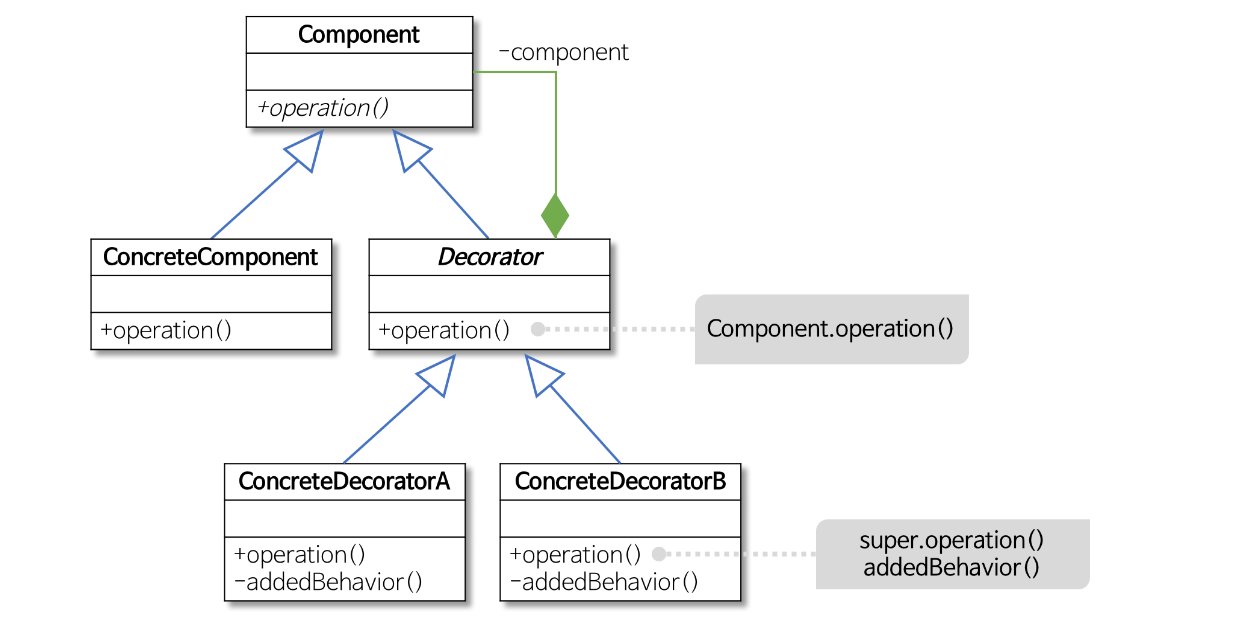 Component
-component
+operation()
ConcreteComponent
+operation()
Decorator
+operation()
Component.operation()
ConcreteDecoratorA
+operation()
-addedBehavior()
ConcreteDecoratorB
+operation()
-addedBehavior()
super.operation()
addedBehavior()